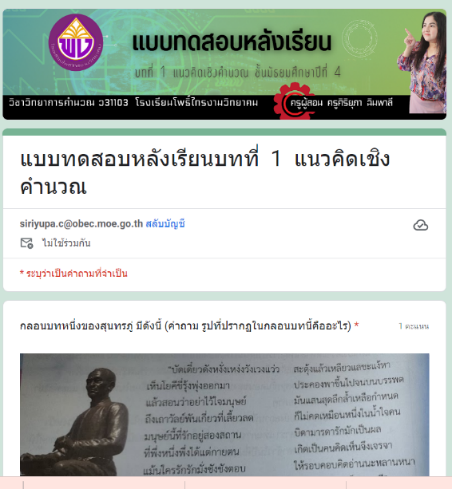 แบบทดสอบหลังเรียน
บทที่ 1 แนวคิดเชิงคำนวณ ชั้นมัธยมศึกษาปีที่ 4
วิชาวิทยาการคำนวณ ว31103 โรงเรียนโพธิ์ไทรงามวิทยาคม
ครูผู้สอน ครูศิริยุภา
แบบทดสอบหลังเรียนบทที่ 1 แนวคิดเชิง
คำนวณ
siriyupa.c@obec.moe.go.th สลับบัญชี
ไม่ใช่ร่วมกัน
* ระบุว่าเป็นคำถามที่จำเป็น
กลอนบทหนึ่งของสุนทรภู่ มีดังนี้ (คำถาม รูปที่ปรากฏในกลอนบทนี้คืออะไร) *
1 คะแนน
"บัดเดี๋ยวดังหง่างเหง่งวังเวงแว่ว สะดุ้งแล้วเหลียวแลชะแง้หา
เห็นโยคีขี่รุ้งพุ่งออกมา ประคองพาขึ้นไปจนบนบรรพต
แล้วสอนว่าอย่าไว้ใจมนุษย์ มันแสนสุดลึกล้ำเหลือกำหนด
ถึงเถาวัลย์พันเกี่ยวที่เลี้ยวลด ก็ไม่คดเหมือนหนึ่งในน้ำใจคน
มนุษย์นี้ที่รักอยู่สองสถาน บิดามารดารักมักเป็นผล
ที่พึ่งหนึ่งพึ่งได้แต่กายตน เกิดเป็นคนคิดเห็นจึงเจรจา
แม้นใครรักรักมั่งชังชังตอบ ให้รอบคอบคิดอ่านนะหลานหนา